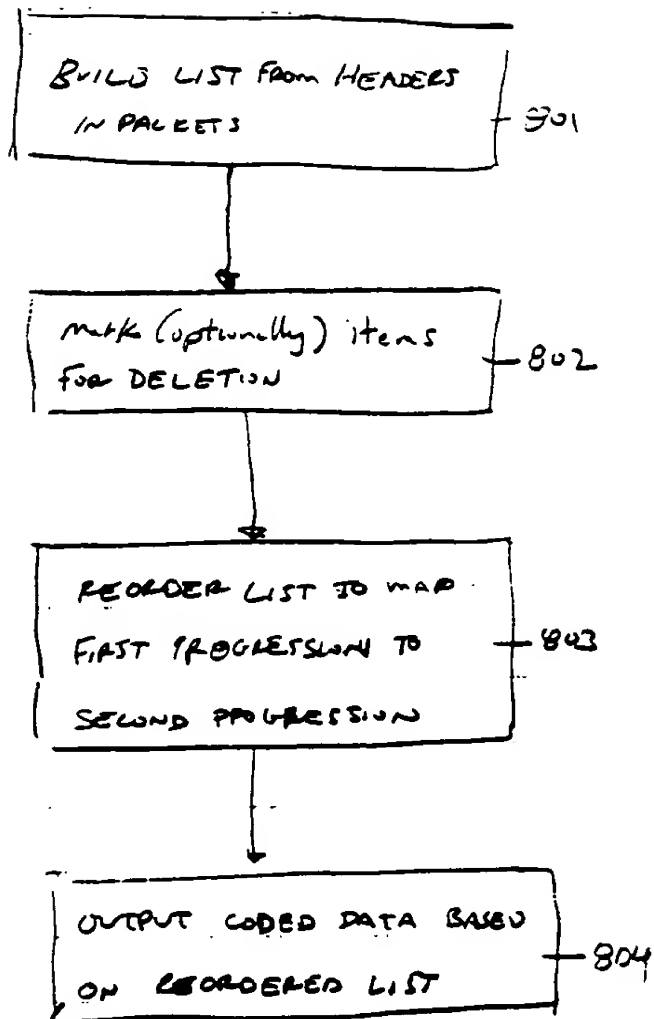 BUILD LIST FROM HEADERS
IN PACKETS
801
mark (optionally) items
FOR DELETION
802
REORDER LIST TO MAP
FIRST PROGRESSION TO
SECOND PROGRESSION
803
OUTPUT CODED DATA BASED
ON REORDERED LIST
804